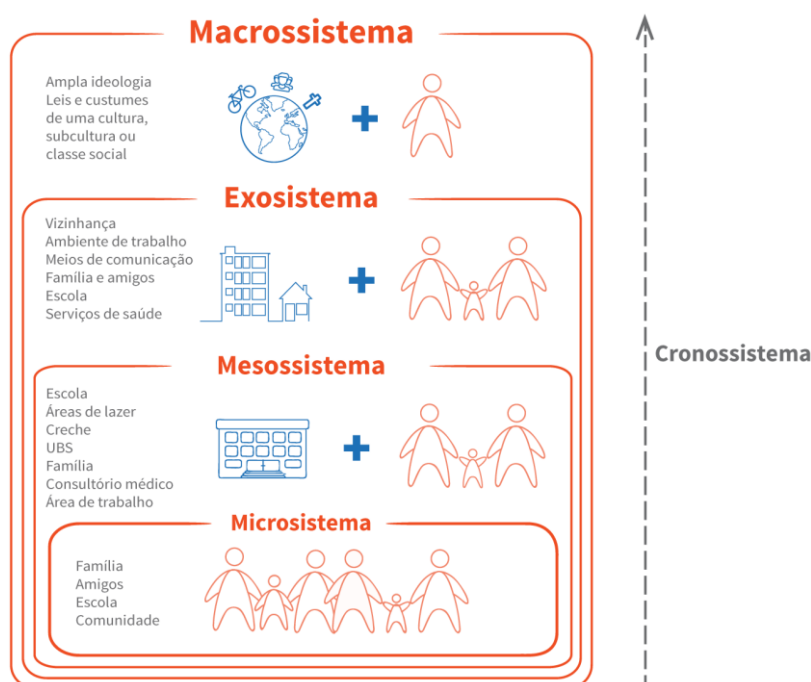 Macrossistema
Ampla ideologia
Leis e custumes
de uma cultura,
subcultura ou
classe social
Exosistema
Vizinhança
Ambiente de trabalho
Meios de comunicação
Família e amigos
Escola
Serviços de saúde
Mesossistema
Escola
Áreas de lazer
Creche
UBS
Família
Consultório médico
Área de trabalho
Microsistema
Família
Amigos
Escola
Comunidade
Cronossistema